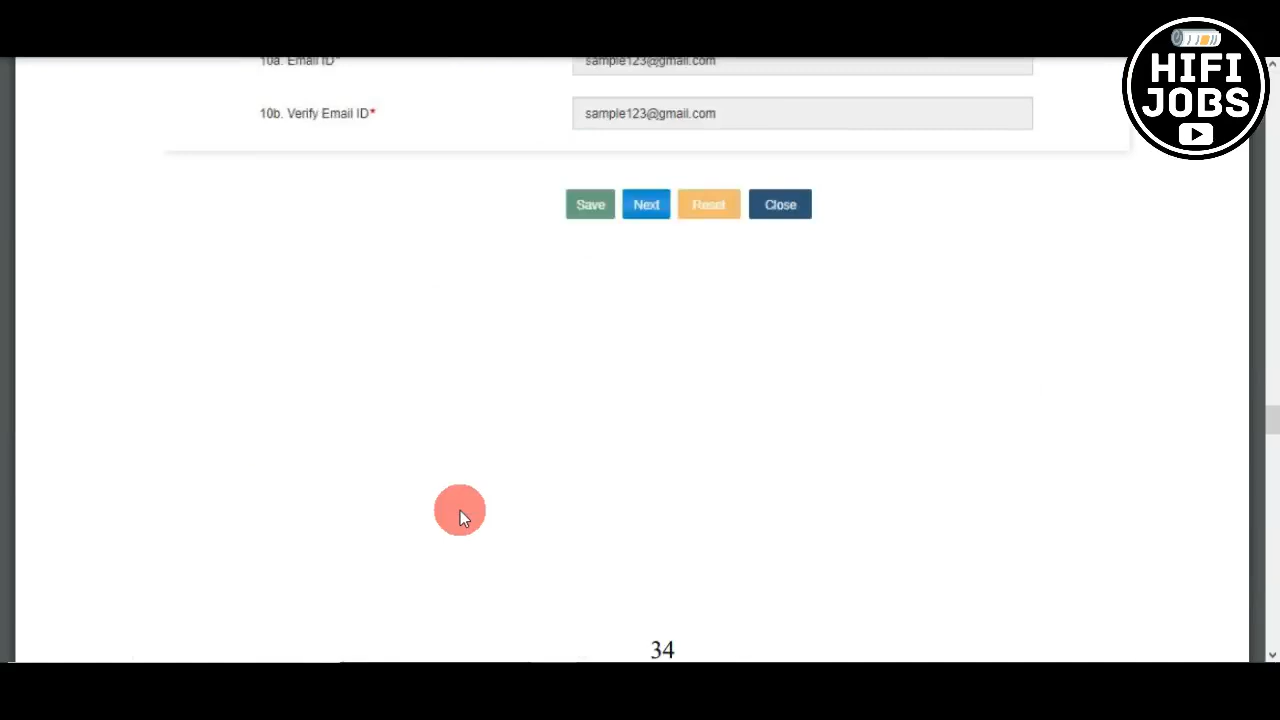 HIFI
JOBS
10a. Email ID*
sample123@gmail.com
10b. Verify Email ID*
sample123@gmail.com
Save
Next
Reset
Close
34